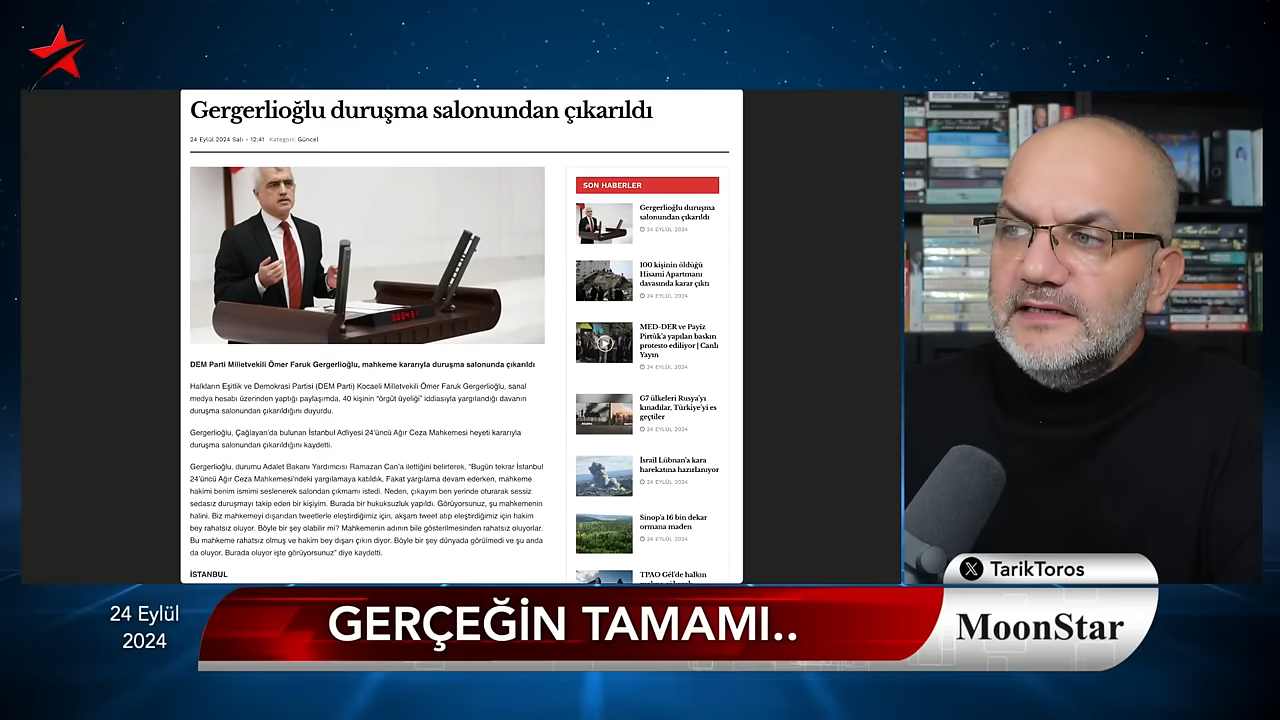 Gergerlioğlu duruşma salonundan çıkarıldı
24 Eylül 2024 Salı - 12:41 Kategori: Güncel
DEM Parti Milletvekili Ömer Faruk Gergerlioğlu, mahkeme kararıyla duruşma salonunda çıkarıldı
Halkların Eşitlik ve Demokrasi Partisi (DEM Parti) Kocaeli Milletvekili Ömer Faruk Gergerlioğlu, sanal
medya hesabı üzerinden yaptığı paylaşımda, 40 kişinin "örgüt üyeliği" iddiasıyla yargılandığı davanın
duruşma salonundan çıkarıldığını duyurdu.
Gergerlioğlu, Çağlayan'da bulunan İstanbul Adliyesi 24'üncü Ağır Ceza Mahkemesi heyeti kararıyla
duruşma salonundan çıkarıldığını kaydetti.
Gergerlioğlu, durumu Adalet Bakanı Yardımcısı Ramazan Can'a ilettiğini belirterek, "Bugün tekrar İstanbul
24'üncü Ağır Ceza Mahkemesi'ndeki yargılamaya katıldık. Fakat yargılama devam ederken, mahkeme
hakimi benim ismimi seslenerek salondan çıkmamı istedi. Neden, çıkayım ben yerinde oturarak sessiz
sedasız duruşmayı takip eden bir kişiyim. Burada bir hukuksuzluk yapıldı. Görüyorsunuz, şu mahkemenin
halini. Biz mahkemeyi dışarıdan tweetlerle eleştirdiğimiz için, akşam tweet atıp eleştirdiğimiz için hakim
bey rahatsız oluyor. Böyle bir şey olabilir mi? Mahkemenin adının bile gösterilmesinden rahatsız oluyorlar.
Bu mahkeme rahatsız olmuş ve hakim bey dışarı çıkın diyor. Böyle bir şey dünyada görülmedi ve şu anda
da oluyor. Burada oluyor işte görüyorsunuz" diye kaydetti.
İSTANBUL
SON HABERLER
Gergerlioğlu duruşma
salonundan çıkarıldı
24 EYLÜL 2024
100 kişinin öldüğü
Hisami Apartmanı
davasında karar çıktı
24 EYLÜL 2024
MED-DER ve Payîz
Pirtûk'a yapılan baskın
protesto ediliyor | Canlı
Yayın
24 EYLÜL 2024
G7 ülkeleri Rusya'yı
kınadılar, Türkiye'yi es
geçtiler
24 EYLÜL 2024
İsrail Lübnan'a kara
harekatına hazırlanıyor
24 EYLÜL 2024
Sinop'a 16 bin dekar
ormana maden
24 EYLÜL 2024
TPAO Gêl'de halkın
X TarikToros
MoonStar
24 Eylül
2024
GERÇEĞİN TAMAMI..